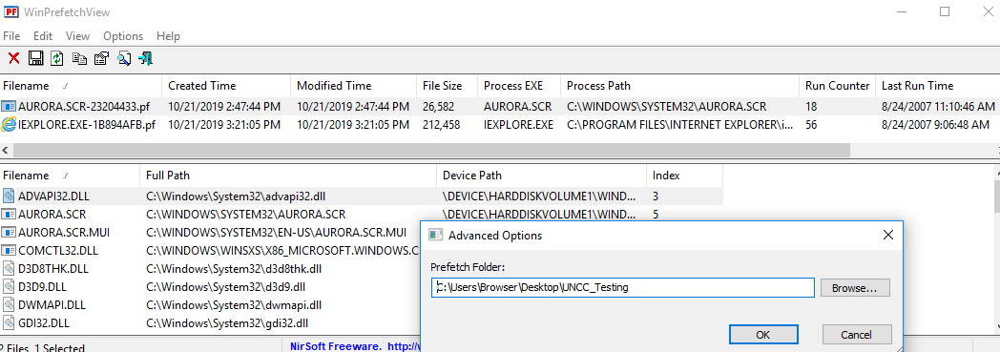 PF WinPrefetchView
File Edit View Options Help
Filename Created Time Modified Time File Size Process EXE Process Path Run Counter Last Run Time
AURORA.SCR-23204433.pf 10/21/2019 2:47:44 PM 10/21/2019 2:47:44 PM 26,582 AURORA.SCR C:\WINDOWS\SYSTEM32\AURORA.SCR 18 8/24/2007 11:10:46 AM
IEXPLORE.EXE-1B894AFB.pf 10/21/2019 3:21:05 PM 10/21/2019 3:21:05 PM 212,458 IEXPLORE.EXE C:\PROGRAM FILES\INTERNET EXPLORER\i... 56 8/24/2007 9:06:48 AM
Filename Full Path Device Path Index
ADVAPI32.DLL C:\Windows\System32\advapi32.dll \DEVICE\HARDDISKVOLUME1\WIND... 3
AURORA.SCR C:\WINDOWS\SYSTEM32\AURORA.SCR \DEVICE\HARDDISKVOLUME1\WIND... 5
AURORA.SCR.MUI C:\WINDOWS\SYSTEM32\EN-US\AURORA.SCR.MUI
COMCTL32.DLL C:\WINDOWS\WINSXS\X86_MICROSOFT.WINDOWS.C
D3D8THK.DLL C:\Windows\System32\d3d8thk.dll
D3D9.DLL C:\Windows\System32\d3d9.dll
DWMAPI.DLL C:\Windows\System32\dwmapi.dll
GDI32.DLL C:\Windows\System32\gdi32.dll
Advanced Options
Prefetch Folder:
C:\Users\Browser\Desktop\UNCC_Testing Browse...
OK Cancel
2 Files, 1 Selected NirSoft Freeware. http://